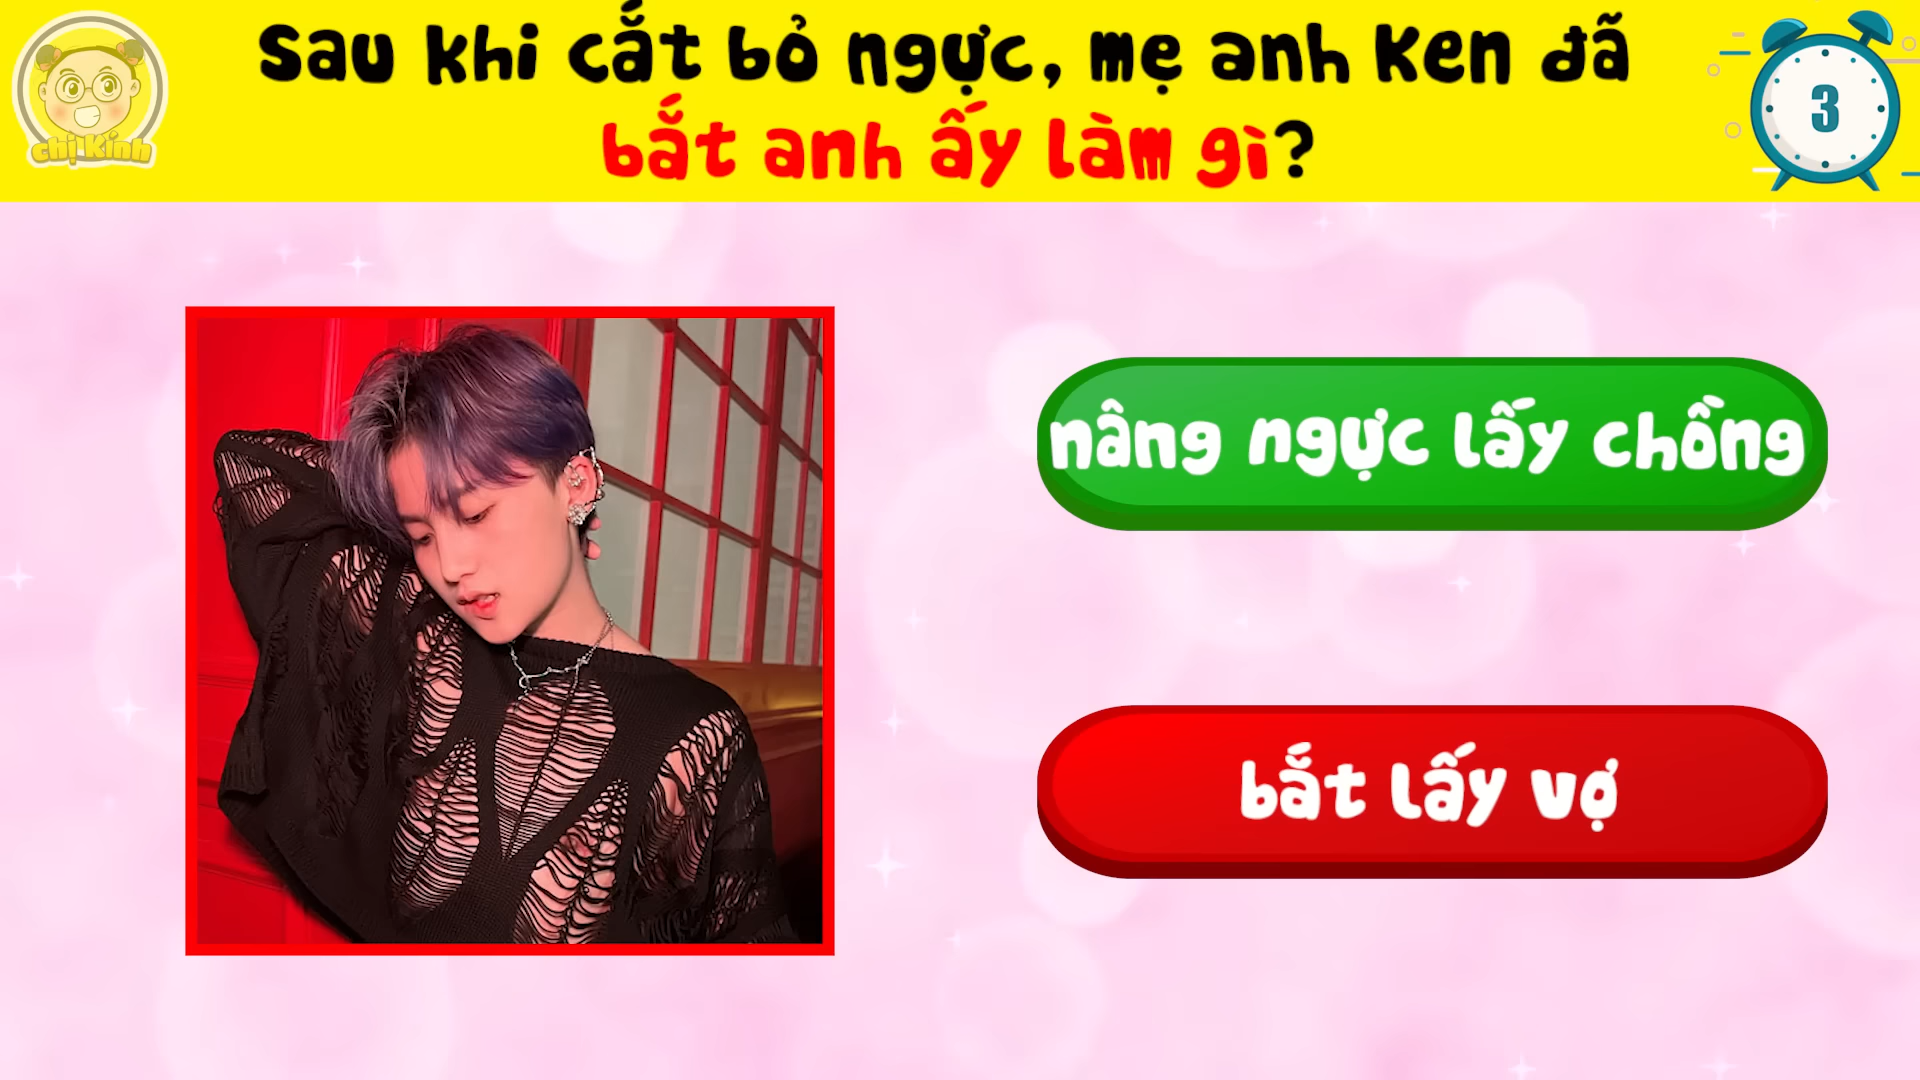 Sau khi cắt bỏ ngực, mẹ anh Ken đã
bắt anh ấy làm gì?
3
chị Kính
nâng ngực lấy chồng
bắt lấy vợ